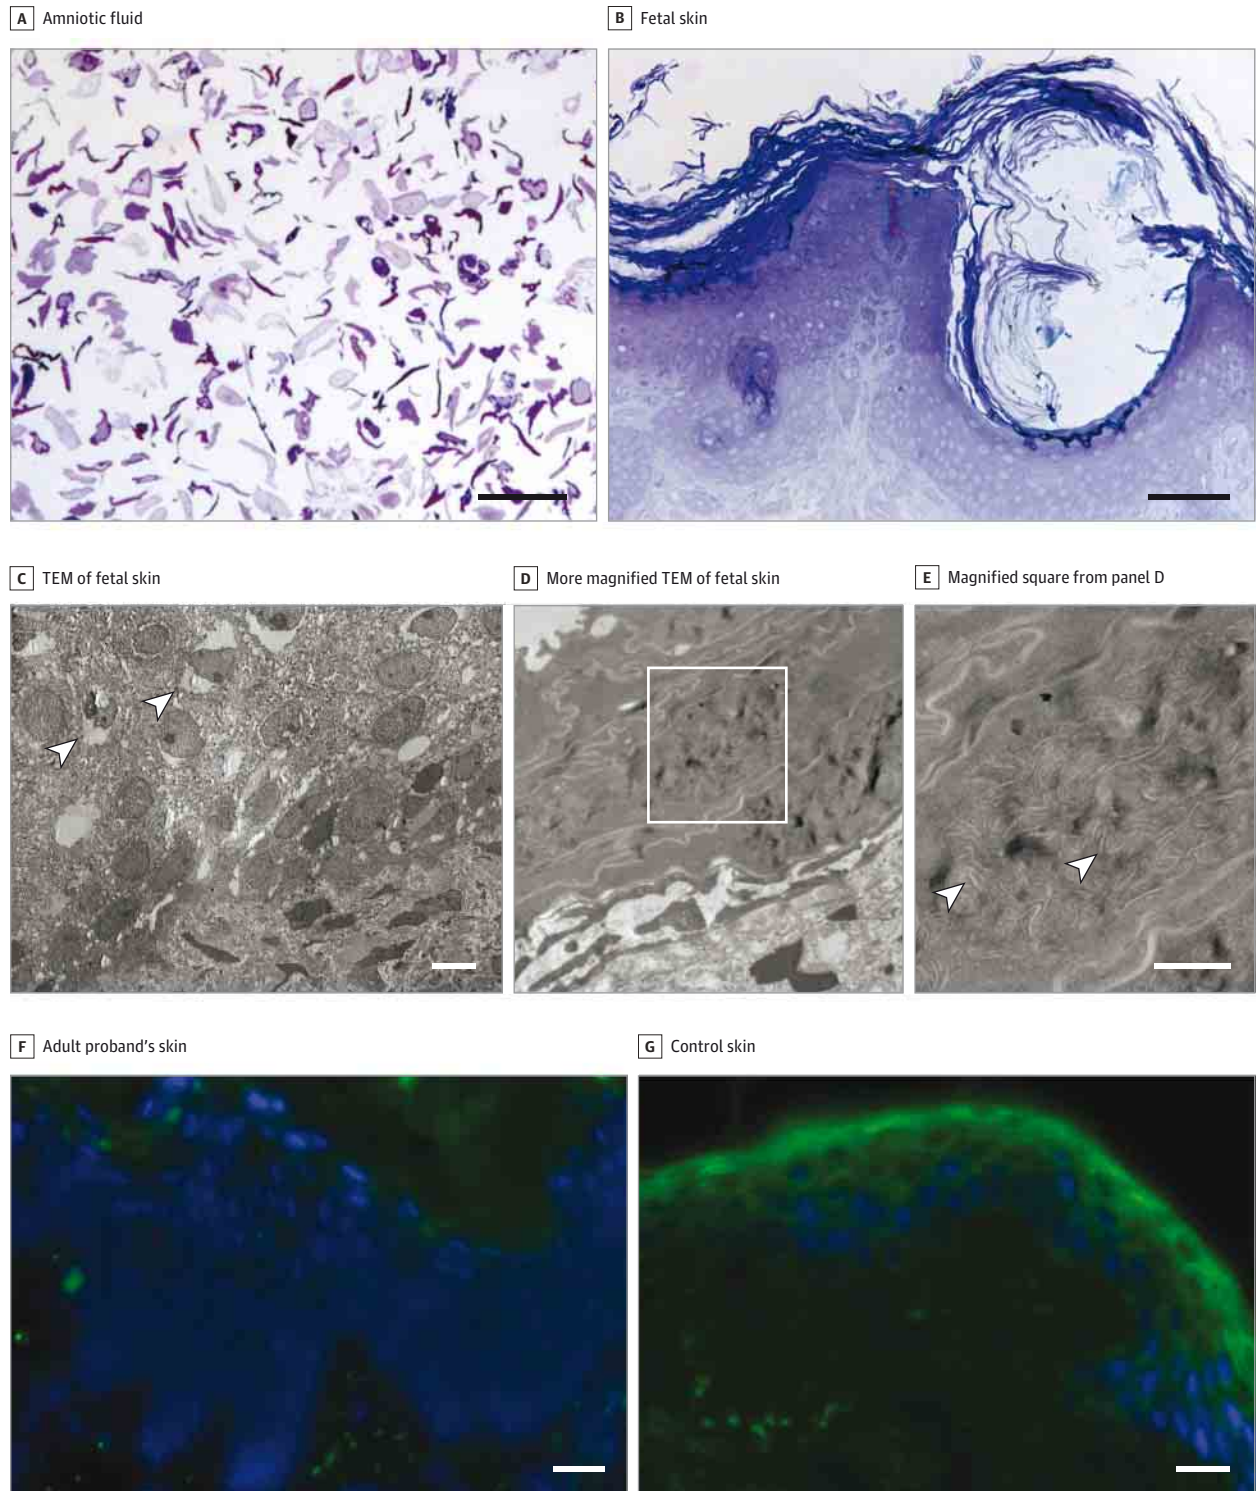 A Amniotic fluid
B Fetal skin
C TEM of fetal skin
D More magnified TEM of fetal skin
E Magnified square from panel D
F Adult proband's skin
G Control skin